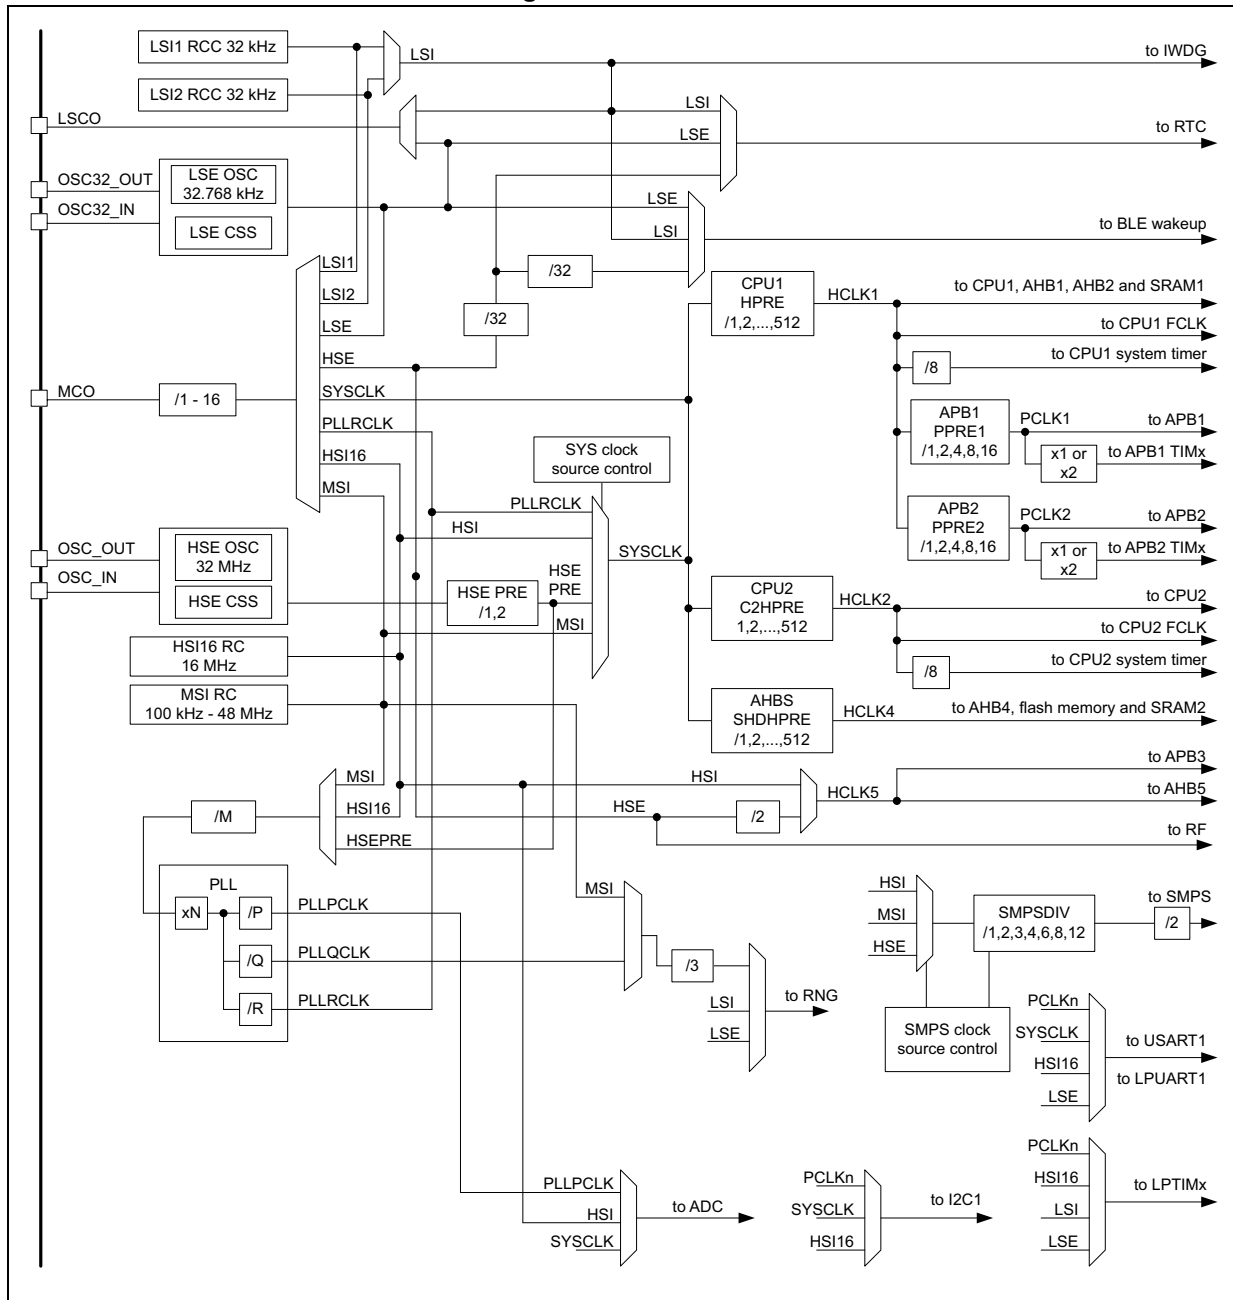 LSI1 RCC 32 kHz
LSI
to IWDG
LSI2 RCC 32 kHz
LSCO
LSI
LSE
to RTC
OSC32_OUT
OSC32_IN
LSE OSC
32.768 kHz
LSE CSS
LSE
LSI
to BLE wakeup
/32
/32
LSI1
LSI2
LSE
HSE
SYSCLK
PLLRCLK
HSI16
MSI
MCO
/1 - 16
CPU1
HPRE
/1,2,...,512
HCLK1
to CPU1, AHB1, AHB2 and SRAM1
to CPU1 FCLK
to CPU1 system timer
/8
APB1
PPRE1
/1,2,4,8,16
PCLK1
to APB1
x1 or
x2
to APB1 TIMx
SYS clock
source control
APB2
PPRE2
/1,2,4,8,16
PCLK2
to APB2
x1 or
x2
to APB2 TIMx
PLLRCLK
HSI
HSE
PRE
MSI
SYSCLK
OSC_OUT
OSC_IN
HSE OSC
32 MHz
HSE CSS
HSE PRE
/1,2
CPU2
C2HPRE
1,2,...,512
HCLK2
to CPU2
to CPU2 FCLK
to CPU2 system timer
/8
HSI16 RC
16 MHz
MSI RC
100 kHz - 48 MHz
AHBS
SHDHPRE
/1,2,...,512
HCLK4
to AHB4, flash memory and SRAM2
MSI
HSI16
HSEPRE
/M
HSI
HSE
/2
HCLK5
to APB3
to AHB5
to RF
PLL
xN
/P
/Q
/R
PLLPCLK
PLLQCLK
PLLRCLK
MSI
/3
LSI
LSE
to RNG
HSI
MSI
HSE
SMPSDIV
/1,2,3,4,6,8,12
to SMPS
/2
SMPS clock
source control
PCLKn
SYSCLK
HSI16
LSE
to USART1
to LPUART1
PLLPCLK
HSI
SYSCLK
to ADC
PCLKn
SYSCLK
HSI16
to I2C1
PCLKn
HSI16
LSI
LSE
to LPTIMx